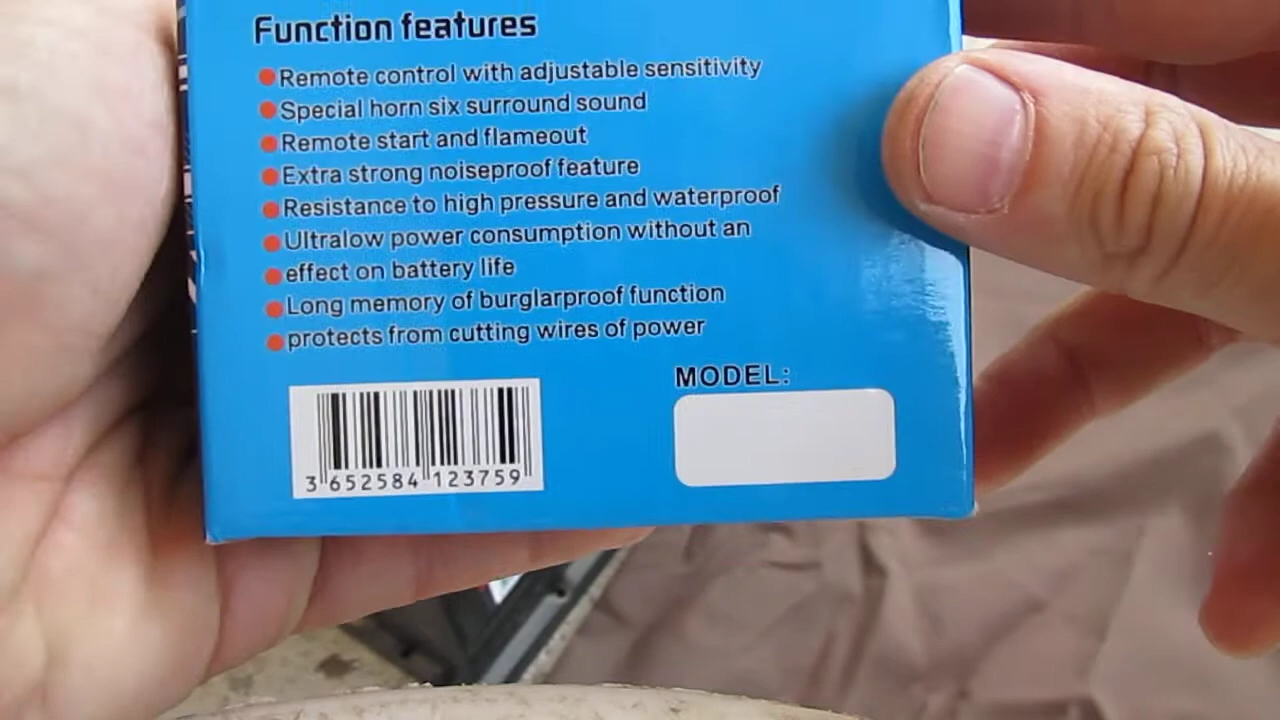 Function features
Remote control with adjustable sensitivity
Special horn six surround sound
Remote start and flameout
Extra strong noiseproof feature
Resistance to high pressure and waterproof
Ultralow power consumption without an
effect on battery life
Long memory of burglarproof function
protects from cutting wires of power
MODEL:
3 652584 123759